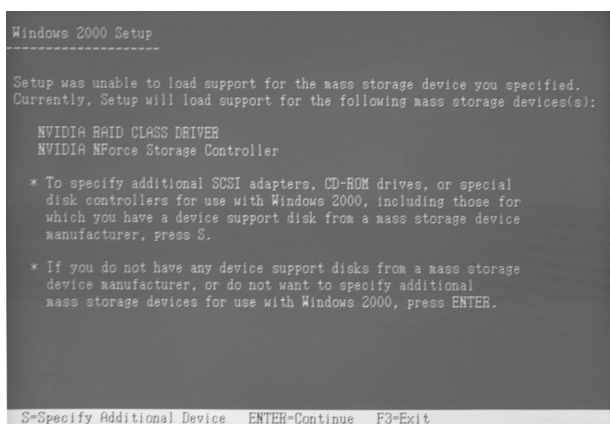 Windows 2000 Setup
Setup was unable to load support for the mass storage device you specified.
Currently, Setup will load support for the following mass storage devices(s):
NVIDIA RAID CLASS DRIVER
NVIDIA NForce Storage Controller
* To specify additional SCSI adapters, CD-ROM drives, or special
disk controllers for use with Windows 2000, including those for
which you have a device support disk from a mass storage device
manufacturer, press S.
* If you do not have any device support disks from a mass storage
device manufacturer, or do not want to specify additional
mass storage devices for use with Windows 2000, press ENTER.
S=Specify Additional Device ENTER=Continue F3=Exit